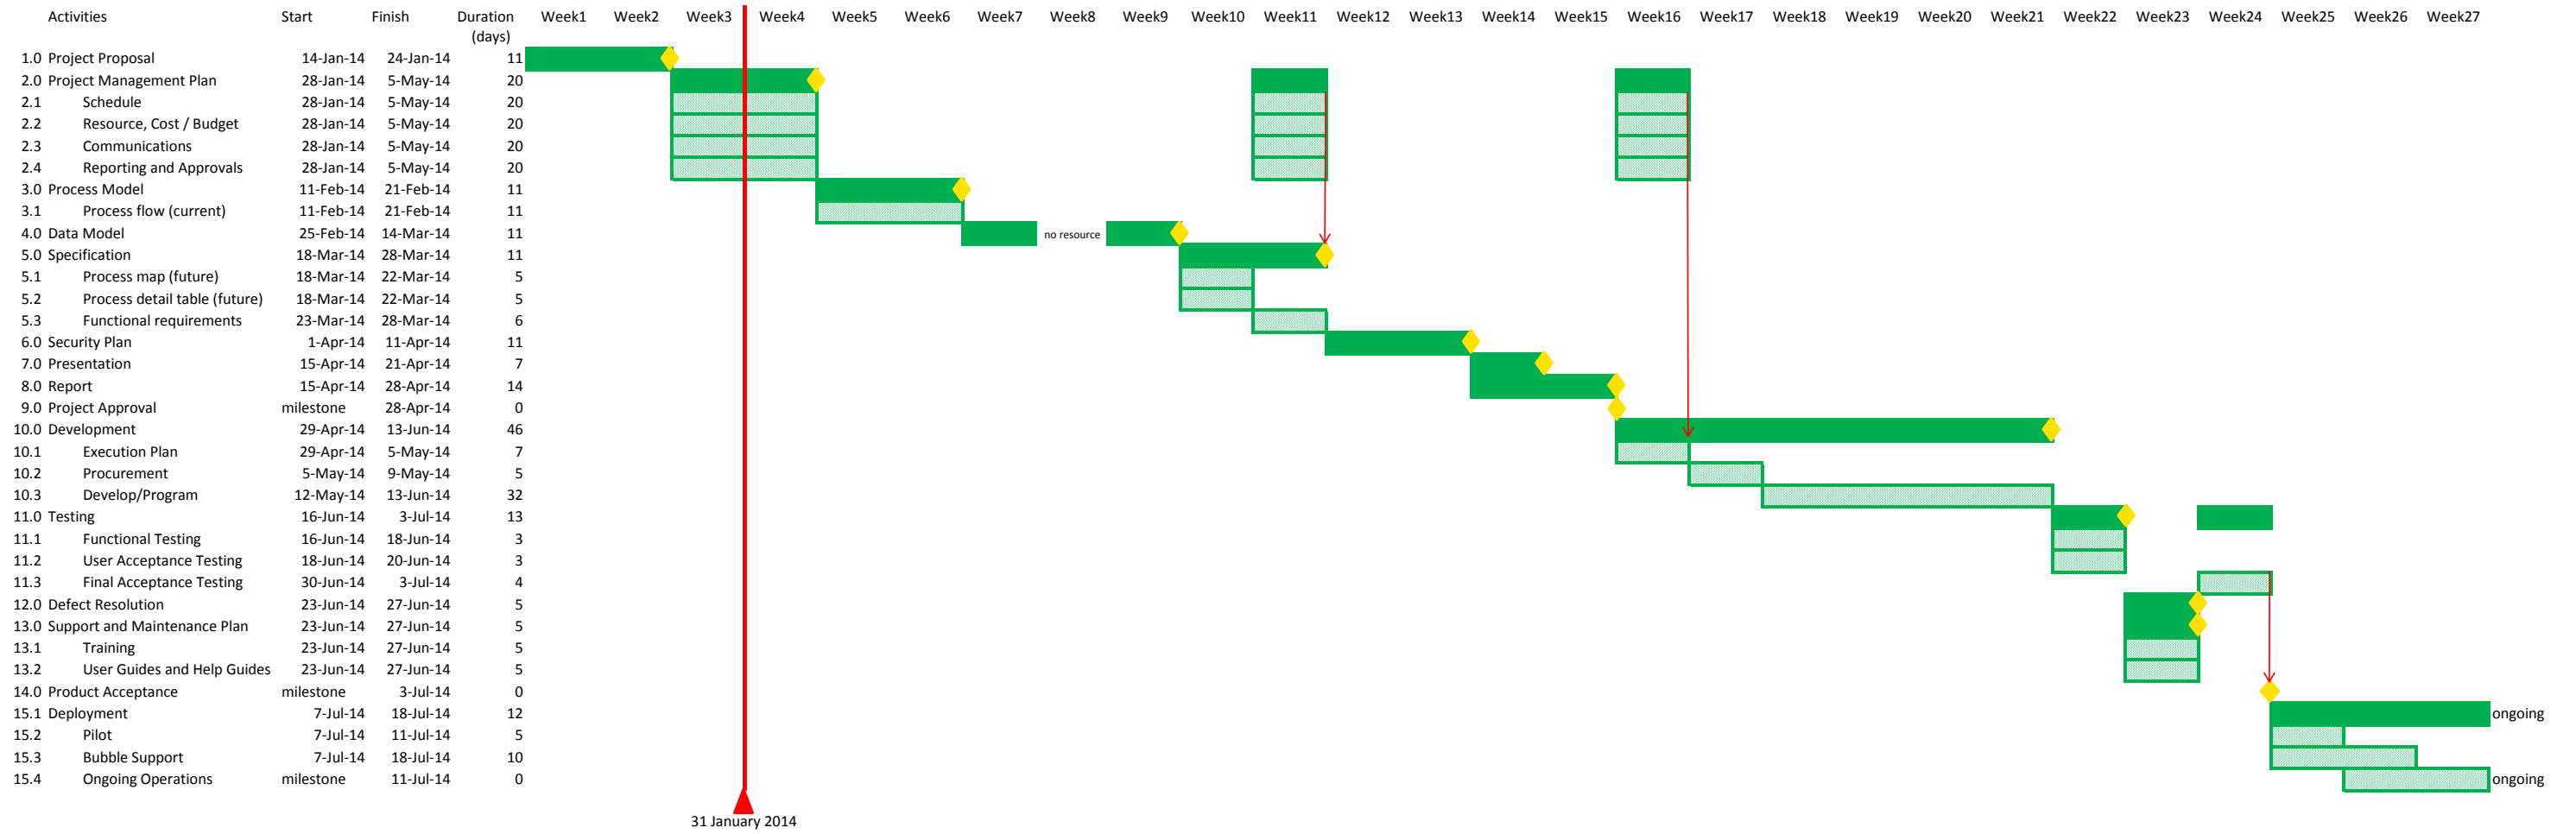 Activities Start Finish Duration (days) Week1 Week2 Week3 Week4 Week5 Week6 Week7 Week8 Week9 Week10 Week11 Week12 Week13 Week14 Week15 Week16 Week17 Week18 Week19 Week20 Week21 Week22 Week23 Week24 Week25 Week26 Week27
1.0 Project Proposal 14-Jan-14 24-Jan-14 11
2.0 Project Management Plan 28-Jan-14 5-May-14 20
2.1 Schedule 28-Jan-14 5-May-14 20
2.2 Resource, Cost / Budget 28-Jan-14 5-May-14 20
2.3 Communications 28-Jan-14 5-May-14 20
2.4 Reporting and Approvals 28-Jan-14 5-May-14 20
3.0 Process Model 11-Feb-14 21-Feb-14 11
3.1 Process flow (current) 11-Feb-14 21-Feb-14 11
4.0 Data Model 25-Feb-14 14-Mar-14 11 no resource
5.0 Specification 18-Mar-14 28-Mar-14 11
5.1 Process map (future) 18-Mar-14 22-Mar-14 5
5.2 Process detail table (future) 18-Mar-14 22-Mar-14 5
5.3 Functional requirements 23-Mar-14 28-Mar-14 6
6.0 Security Plan 1-Apr-14 11-Apr-14 11
7.0 Presentation 15-Apr-14 21-Apr-14 7
8.0 Report 15-Apr-14 28-Apr-14 14
9.0 Project Approval milestone 28-Apr-14 0
10.0 Development 29-Apr-14 13-Jun-14 46
10.1 Execution Plan 29-Apr-14 5-May-14 7
10.2 Procurement 5-May-14 9-May-14 5
10.3 Develop/Program 12-May-14 13-Jun-14 32
11.0 Testing 16-Jun-14 3-Jul-14 13
11.1 Functional Testing 16-Jun-14 18-Jun-14 3
11.2 User Acceptance Testing 18-Jun-14 20-Jun-14 3
11.3 Final Acceptance Testing 30-Jun-14 3-Jul-14 4
12.0 Defect Resolution 23-Jun-14 27-Jun-14 5
13.0 Support and Maintenance Plan 23-Jun-14 27-Jun-14 5
13.1 Training 23-Jun-14 27-Jun-14 5
13.2 User Guides and Help Guides 23-Jun-14 27-Jun-14 5
14.0 Product Acceptance milestone 3-Jul-14 0
15.1 Deployment 7-Jul-14 18-Jul-14 12 ongoing
15.2 Pilot 7-Jul-14 11-Jul-14 5
15.3 Bubble Support 7-Jul-14 18-Jul-14 10
15.4 Ongoing Operations milestone 11-Jul-14 0 ongoing
31 January 2014